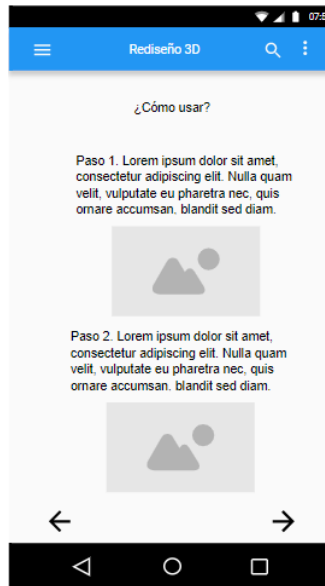 Rediseño 3D
¿Cómo usar?
Paso 1. Lorem ipsum dolor sit amet,
consectetur adipiscing elit. Nulla quam
velit, vulputate eu pharetra nec, quis
ornare accumsan. blandit sed diam.
Paso 2. Lorem ipsum dolor sit amet,
consectetur adipiscing elit. Nulla quam
velit, vulputate eu pharetra nec, quis
ornare accumsan. blandit sed diam.